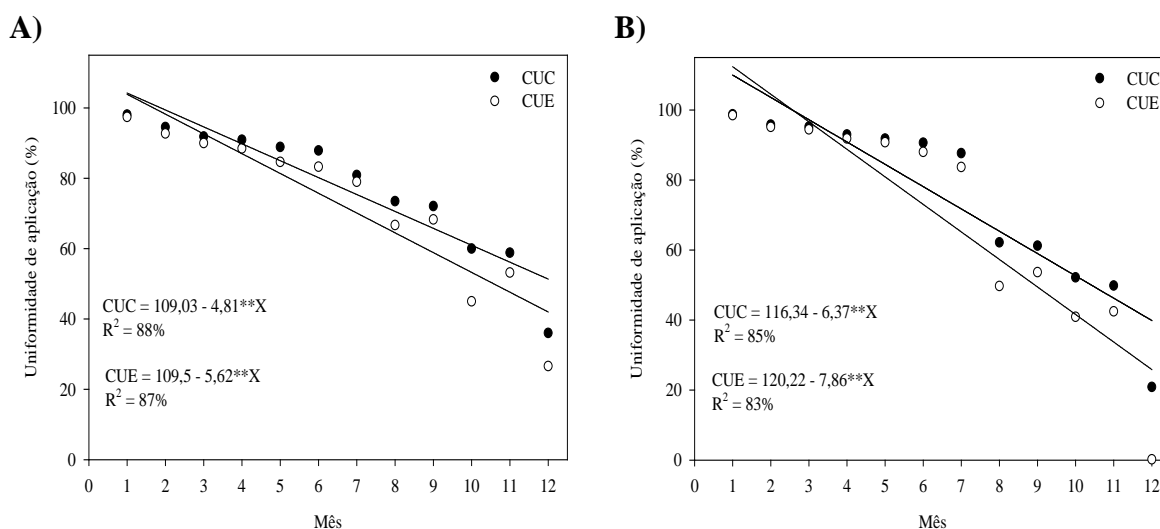 A)
CUC
CUE
Uniformidade de aplicação (%)
100
80
60
40
20
0
CUC = 109,03 - 4,81**X
R² = 88%
CUE = 109,5 - 5,62**X
R² = 87%
0 1 2 3 4 5 6 7 8 9 10 11 12
Mês
B)
CUC
CUE
Uniformidade de aplicação (%)
100
80
60
40
20
0
CUC = 116,34 - 6,37**X
R² = 85%
CUE = 120,22 - 7,86**X
R² = 83%
0 1 2 3 4 5 6 7 8 9 10 11 12
Mês